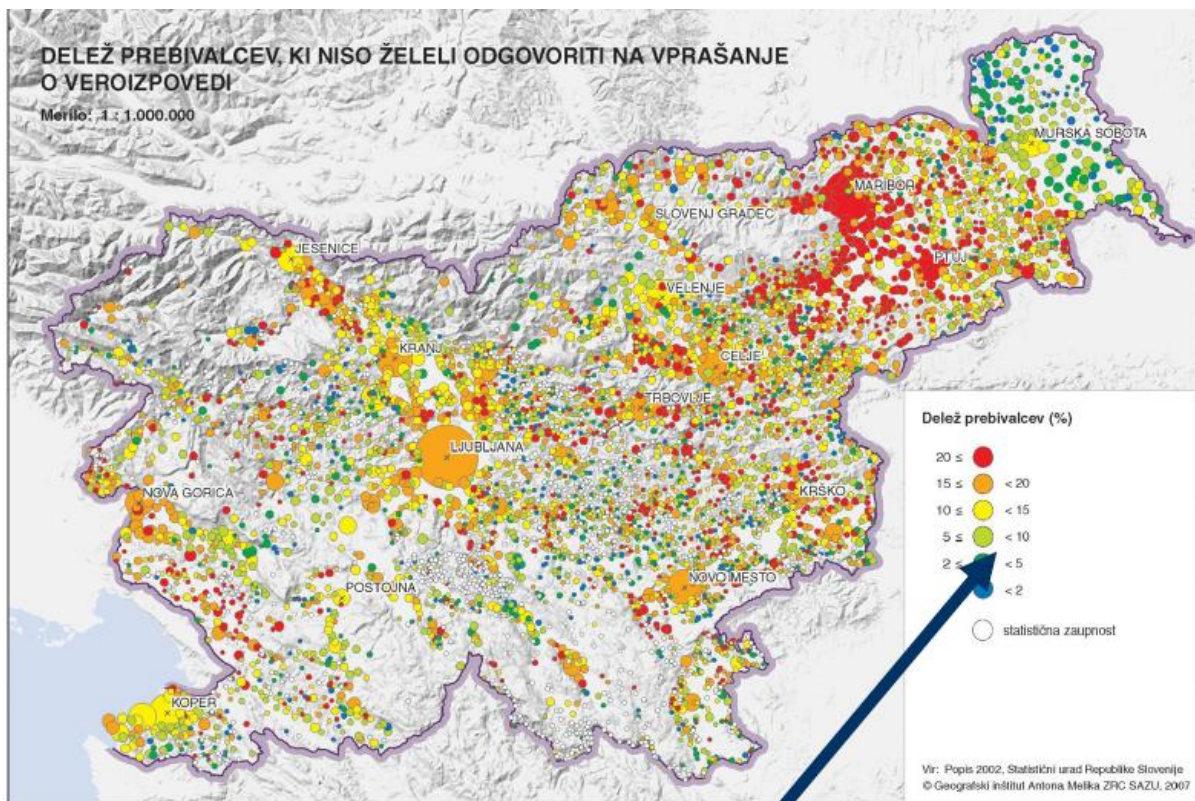 DELEŽ PREBIVALCEV, KI NISO ŽELELI ODGOVORITI NA VPRAŠANJE
O VEROIZPOVEDI
Merilo: 1 : 1.000.000
MURSKA SOBOTA
MARIBOR
SLOVENJ GRADEC
PTUJ
JESENICE
VELENJE
KRANJ
CELJE
TRBOVLJE
LJUBLJANA
NOVA GORICA
KRŠKO
NOVO MESTO
POSTOJNA
KOPER
Delež prebivalcev (%)
20 ≤
15 ≤ < 20
10 ≤ < 15
5 ≤ < 10
2 ≤ < 5
< 2
statistična zaupnost
Vir: Popis 2002, Statistični urad Republike Slovenije
© Geografski inštitut Antona Melika ZRC SAZU, 2007